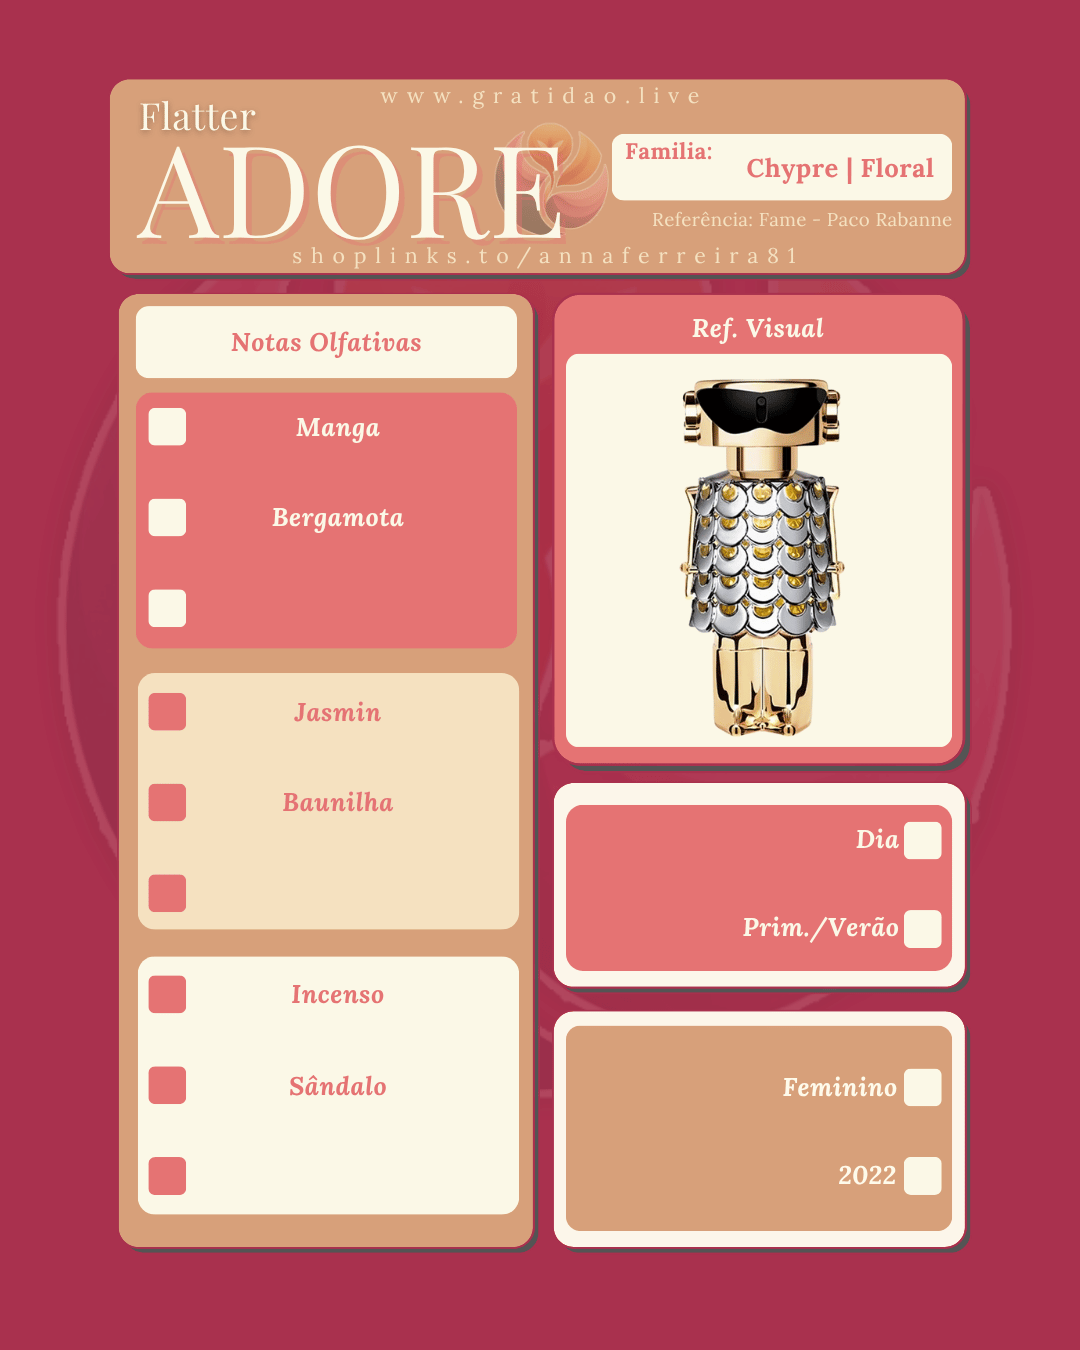 www.gratidao.live
Flatter
ADORE
Familia:
Chypre | Floral
Referência: Fame - Paco Rabanne
shoplinks.to/annaferreira81
Notas Olfativas
Manga
Bergamota
Jasmin
Baunilha
Incenso
Sândalo
Ref. Visual
Dia
Prim./Verão
Feminino
2022